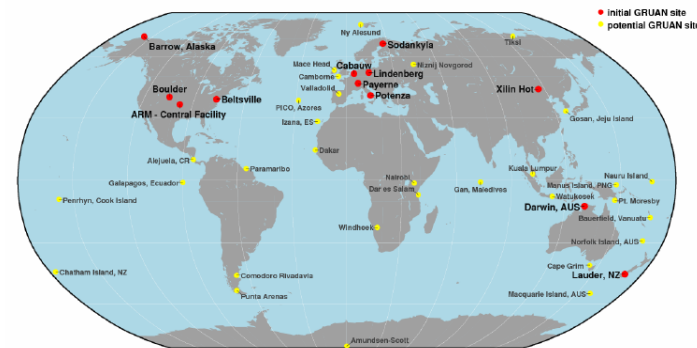 initial GRUAN site
potential GRUAN site
Ny Alesund
Barrow, Alaska
Sodankyla
Tiksi
Mace Head
Cabauw
Niznij Novgorod
Camborne
Lindenberg
Payerne
Boulder
Valladolid
Beltsville
Potenza
Xilin Hot
PICO, Azores
ARM - Central Facility
Gosan, Jeju Island
Izana, ES
Dakar
Alejuela, CR
Paramaribo
Kuala Lumpur
Nairobi
Nauru Island
Galapagos, Ecuador
Manus Island, PNG
Dar es Salam
Gan, Maledives
Watukosek
Penrhyn, Cook Island
Pt. Moresby
Darwin, AUS
Bauerfield, Vanuatu
Windhoek
Norfolk Island, AUS
Cape Grim
Chatham Island, NZ
Comodoro Rivadavia
Lauder, NZ
Punta Arenas
Macquarie Island, AUS
Amundsen-Scott